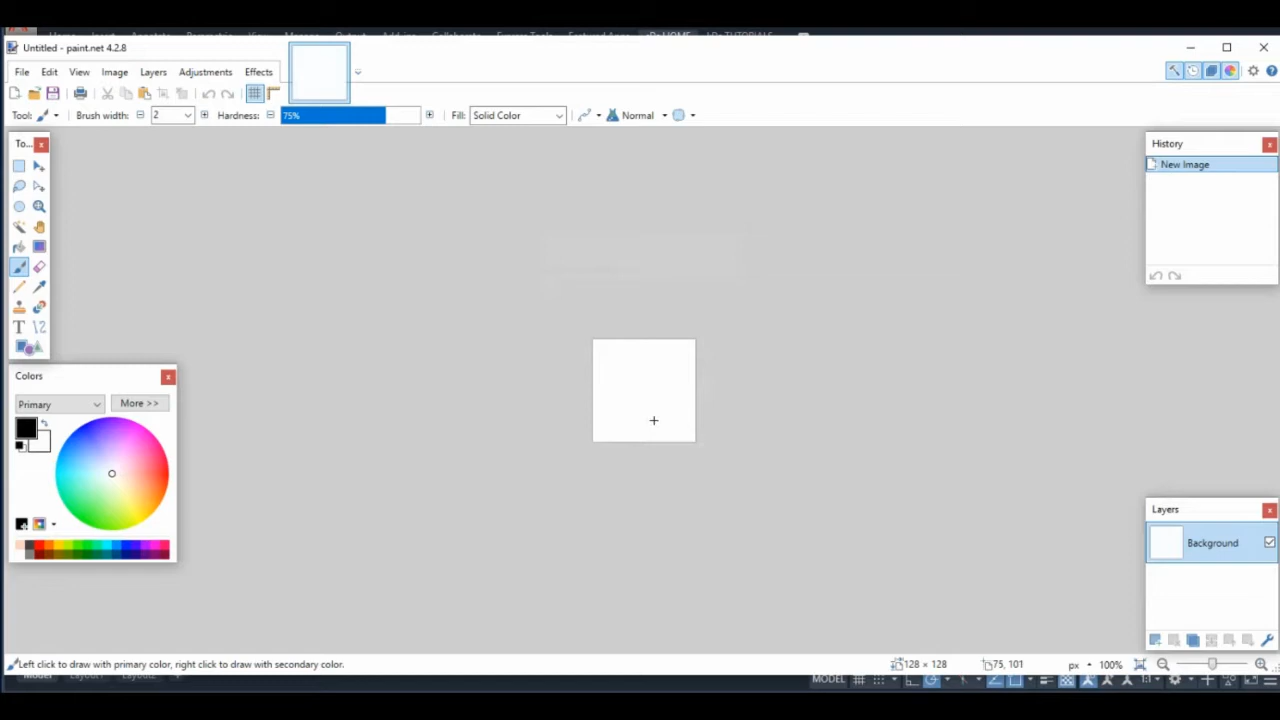 Untitled - paint.net 4.2.8
File Edit View Image Layers Adjustments Effects
Tool: Brush width: 2 Hardness: 75% Fill: Solid Color Normal
To...
History
New Image
Colors
Primary More >>
Layers
Background
Left click to draw with primary color, right click to draw with secondary color. 128 × 128 75, 101 px 100%
MODEL 1:1